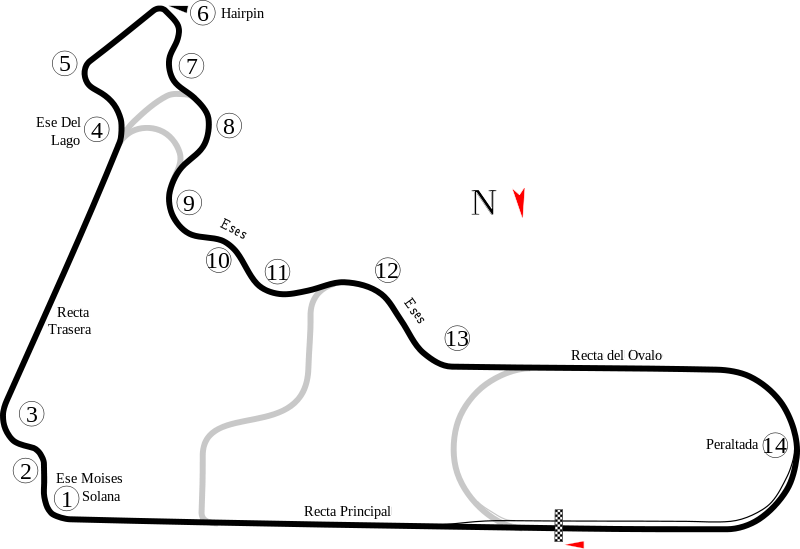 6
Hairpin
5
7
Ese Del
Lago
4
8
9
N
Eses
10
11
12
Eses
Recta
Trasera
13
Recta del Ovalo
3
Peraltada
14
2
Ese Moises
Solana
1
Recta Principal